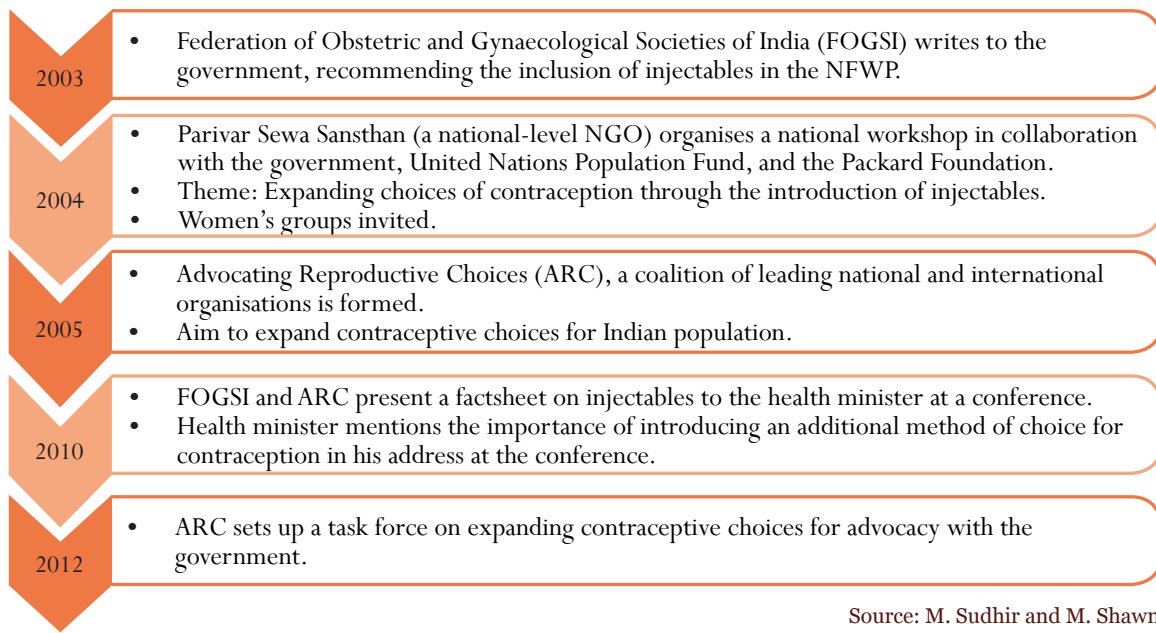 2003
• Federation of Obstetric and Gynaecological Societies of India (FOGSI) writes to the
government, recommending the inclusion of injectables in the NFWP.
2004
• Parivar Sewa Sansthan (a national-level NGO) organises a national workshop in collaboration
with the government, United Nations Population Fund, and the Packard Foundation.
• Theme: Expanding choices of contraception through the introduction of injectables.
• Women’s groups invited.
2005
• Advocating Reproductive Choices (ARC), a coalition of leading national and international
organisations is formed.
• Aim to expand contraceptive choices for Indian population.
2010
• FOGSI and ARC present a factsheet on injectables to the health minister at a conference.
• Health minister mentions the importance of introducing an additional method of choice for
contraception in his address at the conference.
2012
• ARC sets up a task force on expanding contraceptive choices for advocacy with the
government.
Source: M. Sudhir and M. Shawn